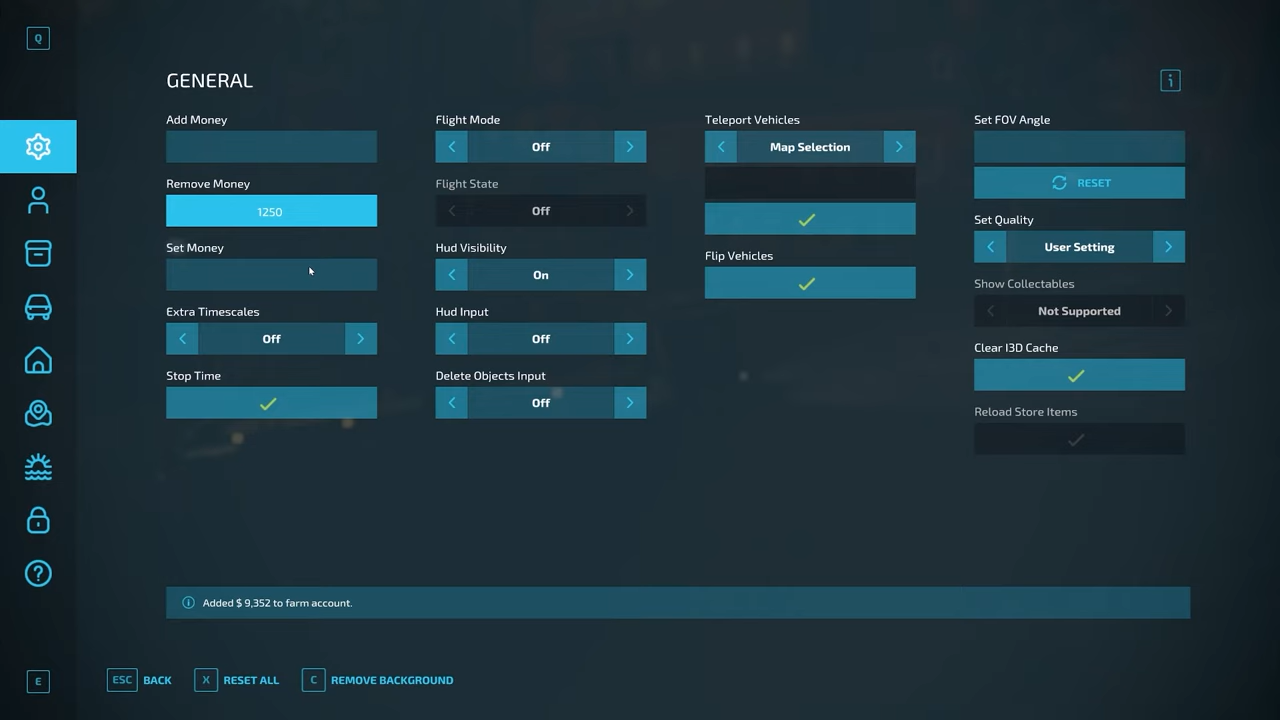 Q
GENERAL
i
Add Money
Remove Money
1250
Set Money
Extra Timescales
Off
Stop Time
Flight Mode
Off
Flight State
Off
Hud Visibility
On
Hud Input
Off
Delete Objects Input
Off
Teleport Vehicles
Map Selection
Flip Vehicles
Set FOV Angle
RESET
Set Quality
User Setting
Show Collectables
Not Supported
Clear I3D Cache
Reload Store Items
?
Added $ 9,352 to farm account.
E
ESC BACK X RESET ALL C REMOVE BACKGROUND